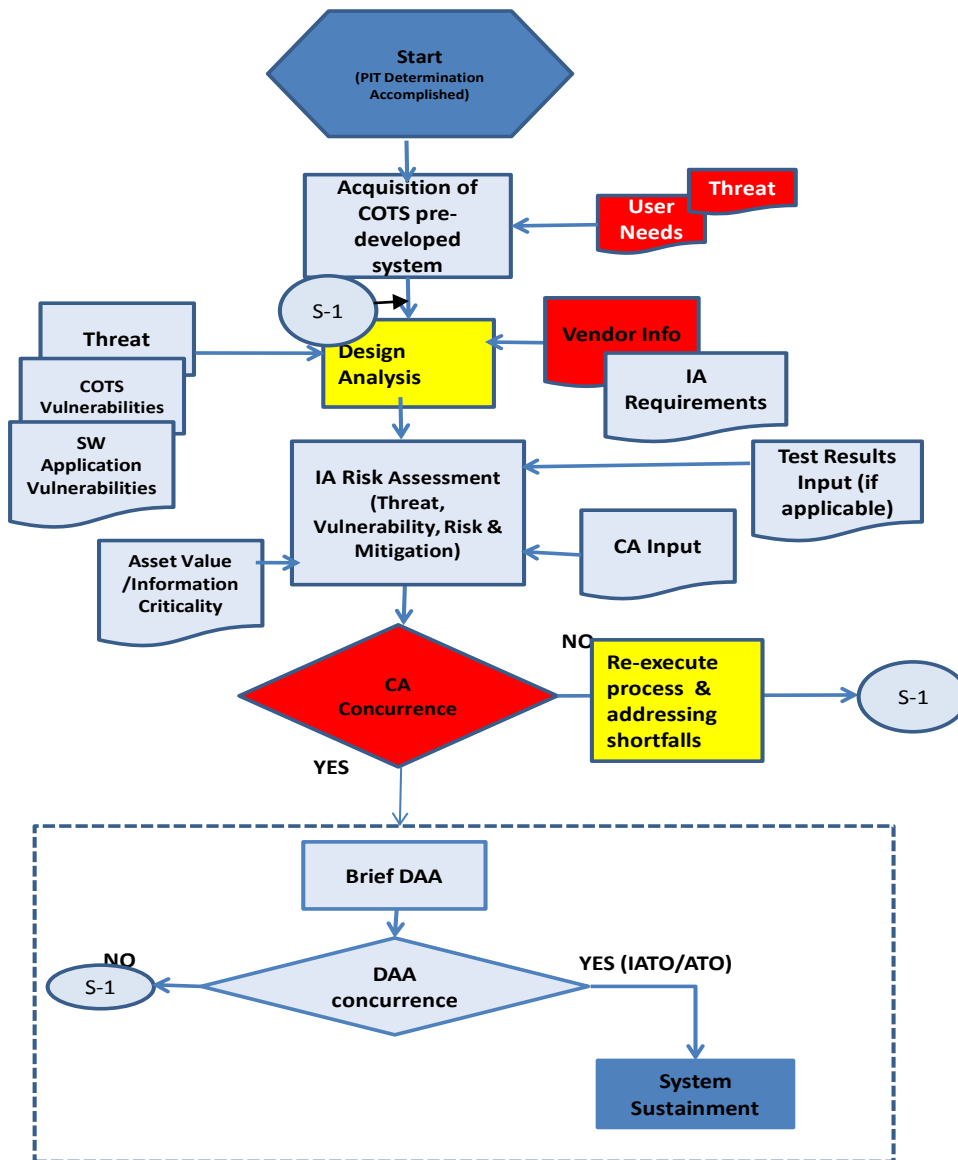 Start
(PIT Determination
Accomplished)
Acquisition of
COTS pre-
developed
system
Threat
User
Needs
S-1
Threat
COTS
Vulnerabilities
SW
Application
Vulnerabilities
Design
Analysis
Vendor Info
IA
Requirements
IA Risk Assessment
(Threat,
Vulnerability, Risk &
Mitigation)
Test Results
Input (if
applicable)
CA Input
Asset Value
/Information
Criticality
CA
Concurrence
NO
Re-execute
process & 
addressing
shortfalls
S-1
YES
Brief DAA
DAA
concurrence
NO
S-1
YES (IATO/ATO)
System
Sustainment